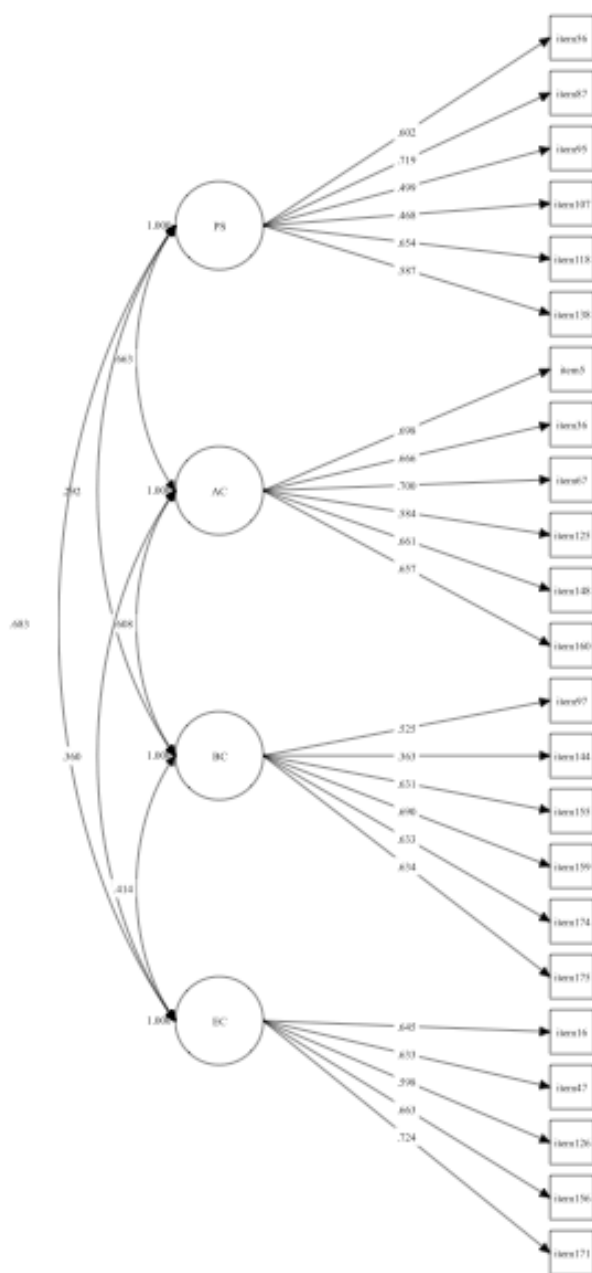 item56
item87
.602
item95
.719
.499
item107
.468
1.000
PS
.654
item118
.587
item138
.663
item5
item36
.698
.666
item67
.592
1.000
AC
.700
.584
item125
.661
item148
.657
.683
.608
item160
item97
.525
item144
.360
1.000
BC
.363
.631
item155
.690
item159
.633
.634
.414
item174
item175
1.000
EC
.645
item16
.633
.598
item47
.663
.724
item126
item156
item171